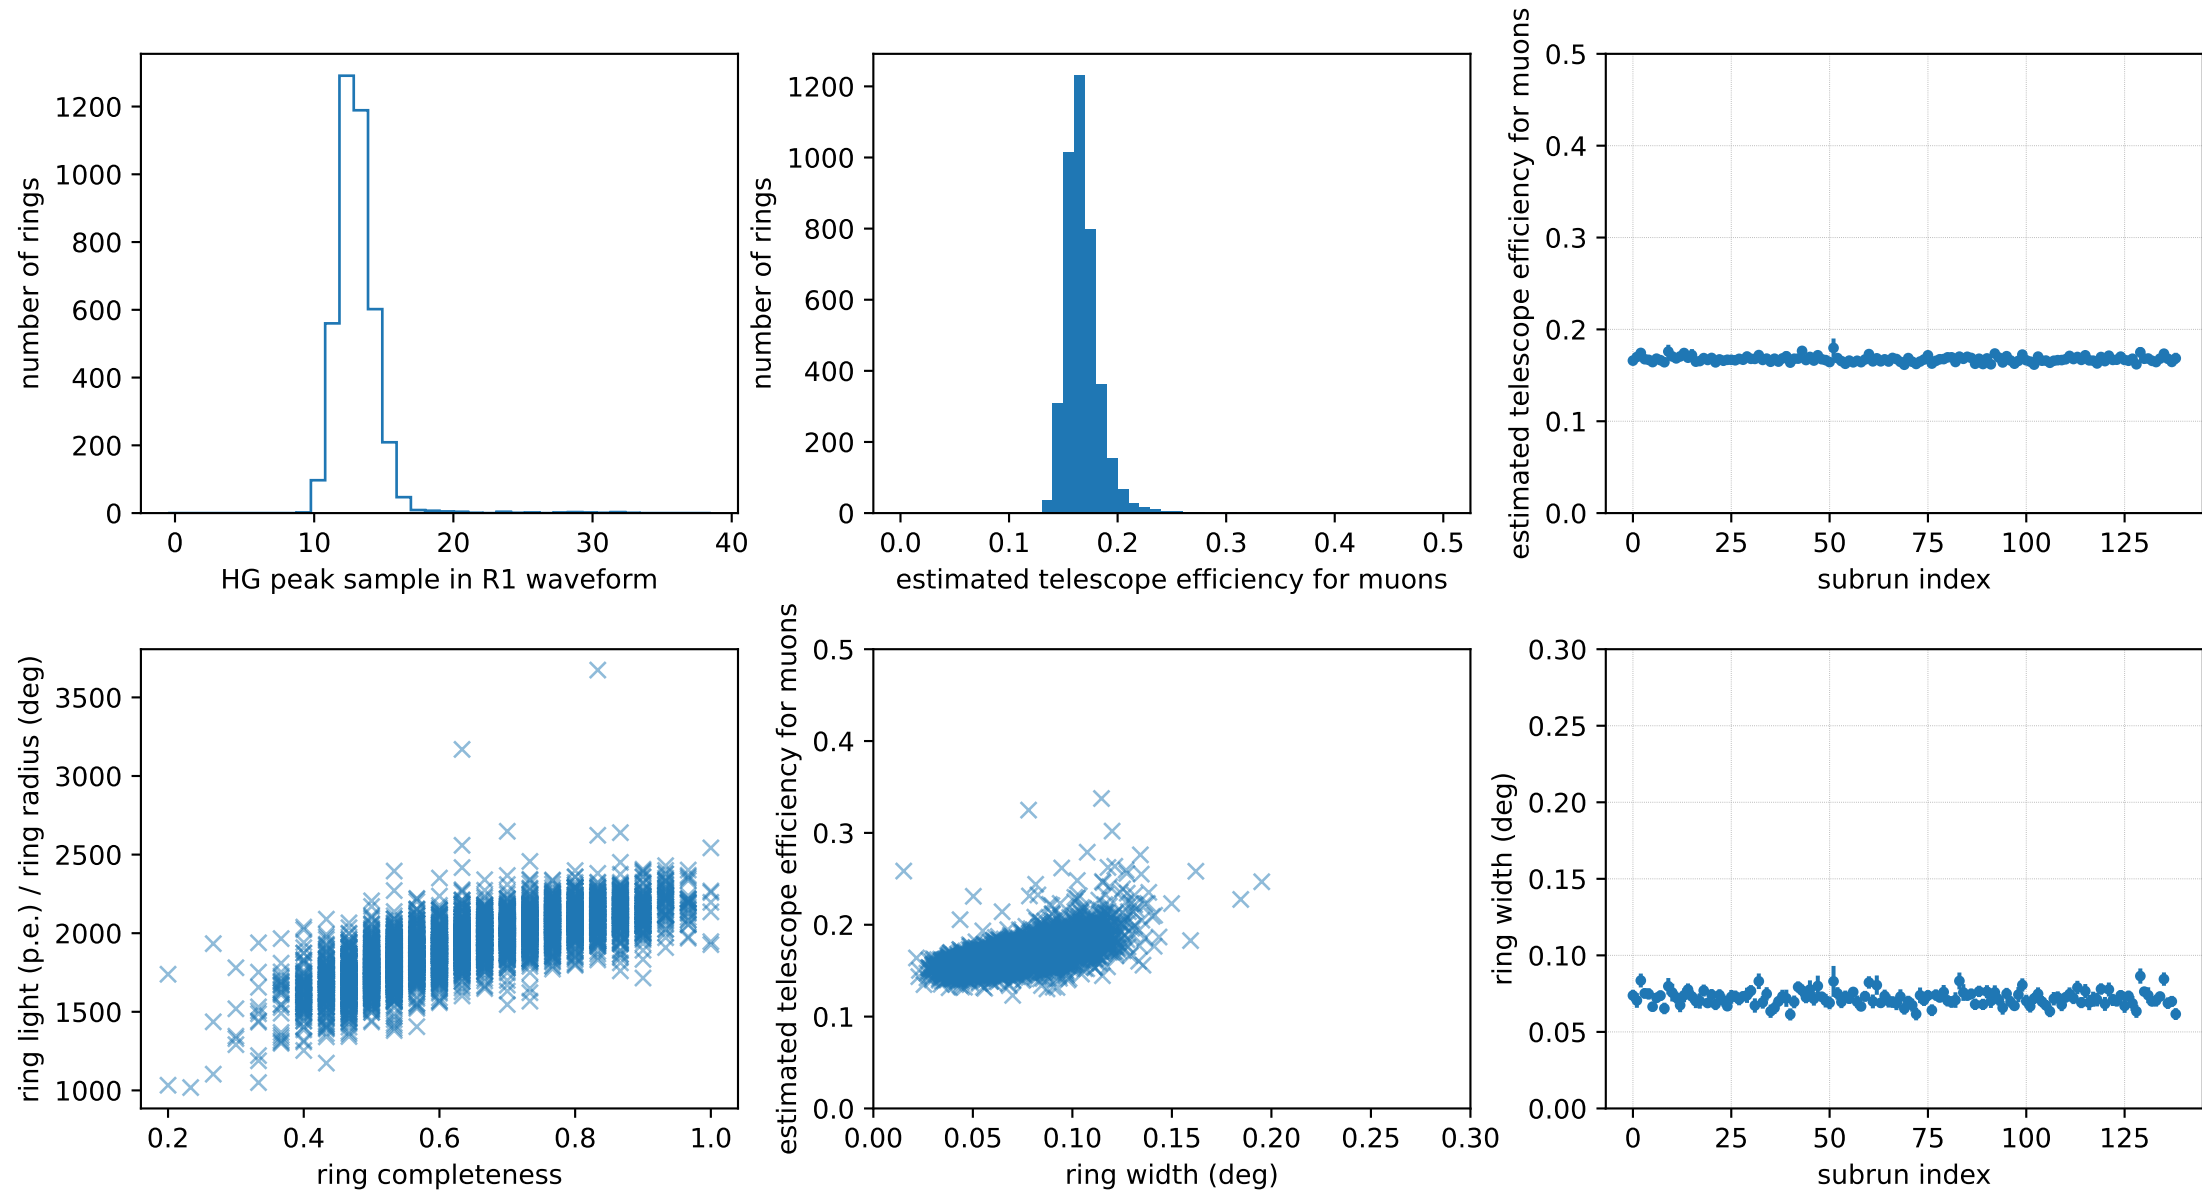 number of rings
1200
1000
800
600
400
200
0
0 10 20 30 40
HG peak sample in R1 waveform
number of rings
1200
1000
800
600
400
200
0
0.0 0.1 0.2 0.3 0.4 0.5
estimated telescope efficiency for muons
estimated telescope efficiency for muons
0.5
0.4
0.3
0.2
0.1
0.0
0 25 50 75 100 125
subrun index
ring light (p.e.) / ring radius (deg)
3500
3000
2500
2000
1500
1000
0.2 0.4 0.6 0.8 1.0
ring completeness
estimated telescope efficiency for muons
0.5
0.4
0.3
0.2
0.1
0.0
0.00 0.05 0.10 0.15 0.20 0.25 0.30
ring width (deg)
ring width (deg)
0.30
0.25
0.20
0.15
0.10
0.05
0.00
0 25 50 75 100 125
subrun index